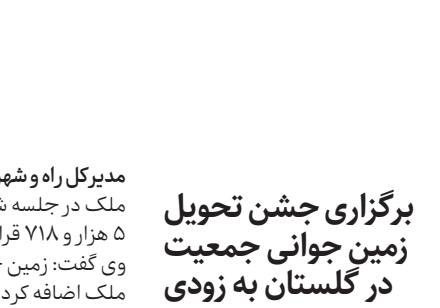 برگزاری جشن تحویل
زمین جوانی جمعیت
در گلستان به زودی
مدیرکل راه و شهر
ملک در جلسه ش
۵ هزار و ۷۱۸ قرا
وی گفت: زمین
ملک اضافه کرد